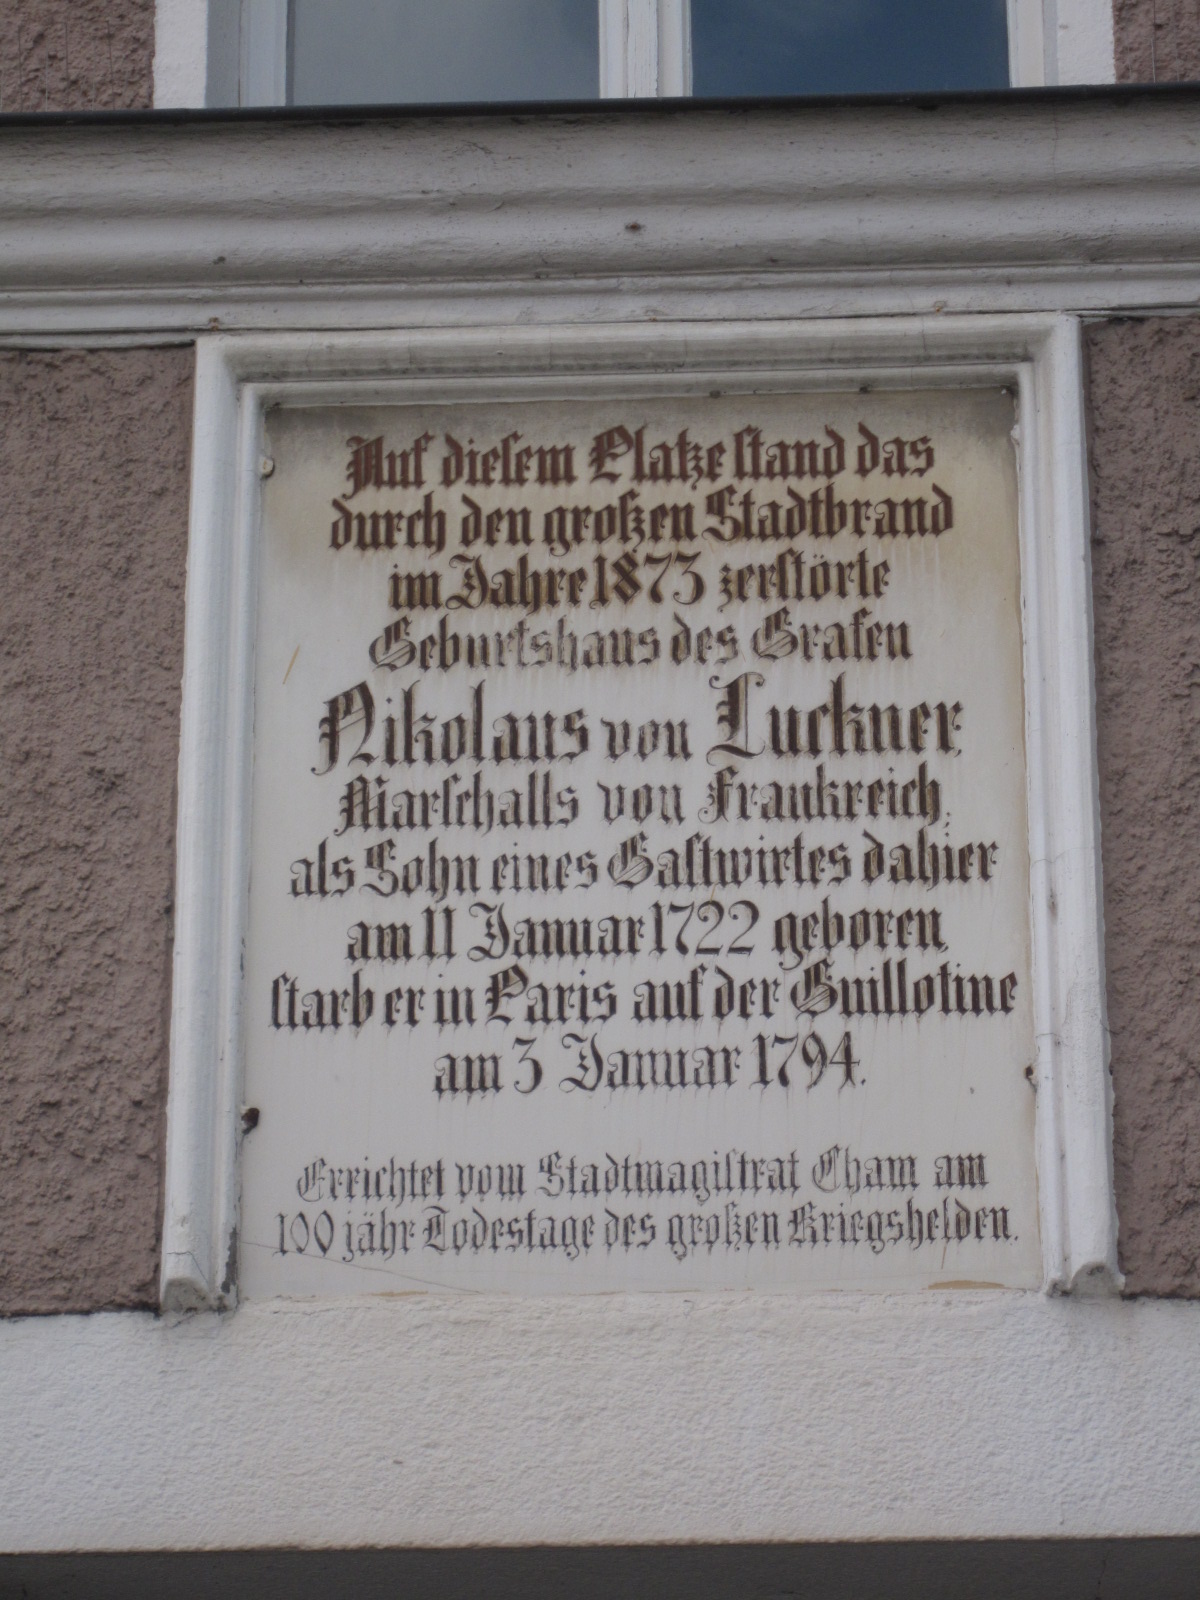 Auf diesem Platze stand das
durch den großen Stadtbrand
im Jahre 1873 zerstörte
Geburtshaus des Grafen
Nikolaus von Luckner,
Marschalls von Frankreich,
als Sohn eines Gastwirtes dahier
am 11 Januar 1722 geboren,
starb er in Paris auf der Guillotine
am 3 Januar 1794.
Errichtet vom Stadtmagistrat Cham am
100 jähr Todestage des großen Kriegshelden.